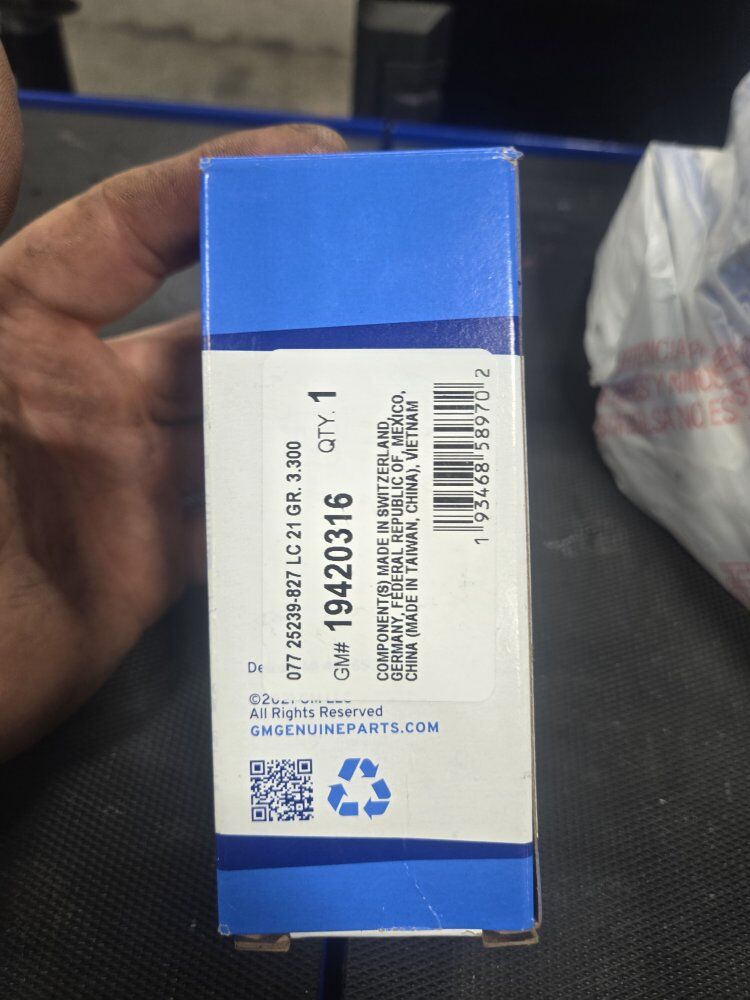 077 25239-827 LC 21 GR. 3.300
GM# 19420316 QTY. 1
COMPONENT(S) MADE IN SWITZERLAND,
GERMANY, FEDERAL REPUBLIC OF, MEXICO,
CHINA (MADE IN TAIWAN, CHINA), VIETNAM
1 93468 58970 2
All Rights Reserved
GMGENUINEPARTS.COM